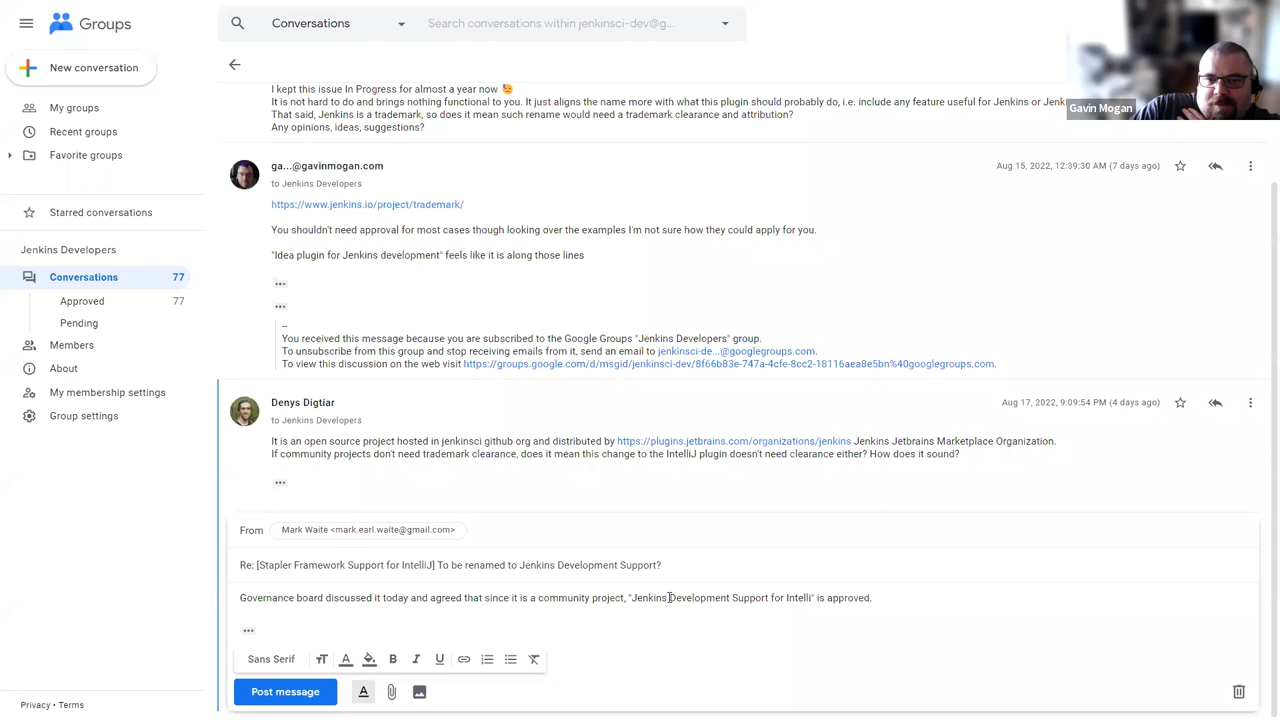 Groups
Conversations
Search conversations within jenkinsci-dev@g...
New conversation
My groups
Recent groups
Favorite groups
Starred conversations
Jenkins Developers
Conversations 77
Approved 77
Pending
Members
About
My membership settings
Group settings
Privacy • Terms
I kept this issue In Progress for almost a year now
It is not hard to do and brings nothing functional to you. It just aligns the name more with what this plugin should probably do, i.e. include any feature useful for Jenkins or Jenki
That said, Jenkins is a trademark, so does it mean such rename would need a trademark clearance and attribution?
Any opinions, ideas, suggestions?
Gavin Mogan
ga...@gavinmogan.com
Aug 15, 2022, 12:39:30 AM (7 days ago)
to Jenkins Developers
https://www.jenkins.io/project/trademark/
You shouldn't need approval for most cases though looking over the examples I'm not sure how they could apply for you.
"Idea plugin for Jenkins development" feels like it is along those lines
--
You received this message because you are subscribed to the Google Groups "Jenkins Developers" group.
To unsubscribe from this group and stop receiving emails from it, send an email to jenkinsci-de...@googlegroups.com.
To view this discussion on the web visit https://groups.google.com/d/msgid/jenkinsci-dev/8f66b83e-747a-4cfe-8cc2-18116aea8e5bn%40googlegroups.com.
Denys Digtiar
Aug 17, 2022, 9:09:54 PM (4 days ago)
to Jenkins Developers
It is an open source project hosted in jenkinsci github org and distributed by https://plugins.jetbrains.com/organizations/jenkins Jenkins Jetbrains Marketplace Organization.
If community projects don't need trademark clearance, does it mean this change to the IntelliJ plugin doesn't need clearance either? How does it sound?
From Mark Waite <mark.earl.waite@gmail.com>
Re: [Stapler Framework Support for IntelliJ] To be renamed to Jenkins Development Support?
Governance board discussed it today and agreed that since it is a community project, "Jenkins Development Support for Intelli" is approved.
Sans Serif
Post message